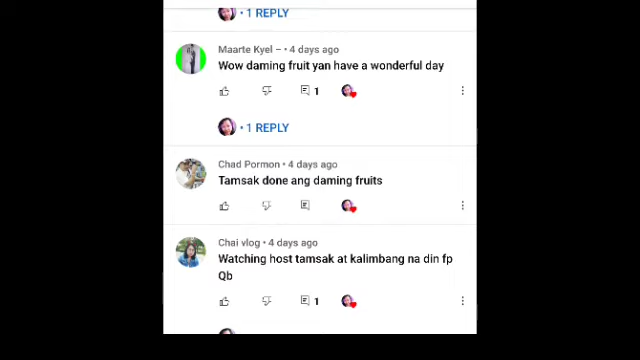 • 1 REPLY
Maarte Kyel ~ • 4 days ago
Wow daming fruit yan have a wonderful day
1
• 1 REPLY
Chad Pormon • 4 days ago
Tamsak done ang daming fruits
Chai vlog • 4 days ago
Watching host tamsak at kalimbang na din fp
Qb
1